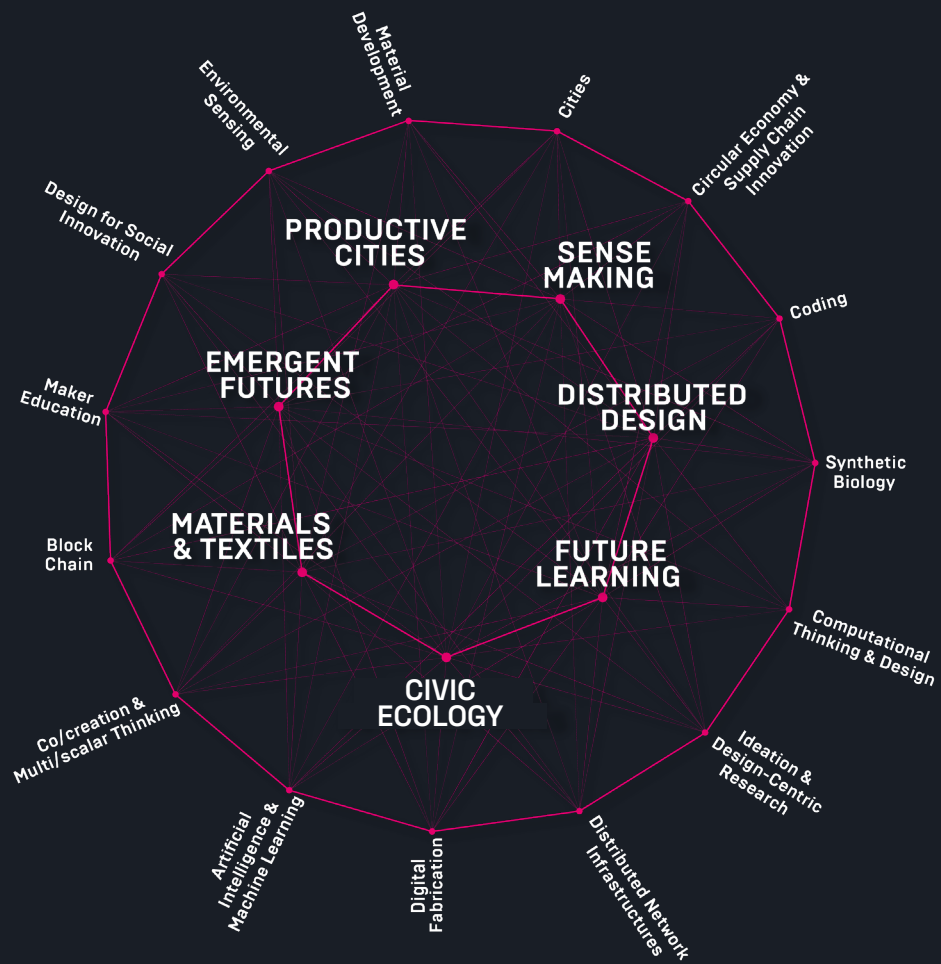 Material
Development
Cities
Circular Economy &
Supply Chain
Innovation
Environmental
Sensing
Design for Social
Innovation
PRODUCTIVE
CITIES
SENSE
MAKING
Coding
EMERGENT
FUTURES
Maker
Education
DISTRIBUTED
DESIGN
Synthetic
Biology
MATERIALS
& TEXTILES
Block
Chain
FUTURE
LEARNING
Computational
Thinking & Design
CIVIC
ECOLOGY
Co/creation &
Multi/scalar Thinking
Ideation &
Design-Centric
Research
Artificial
Intelligence &
Machine Learning
Digital
Fabrication
Distributed Network
Infrastructures